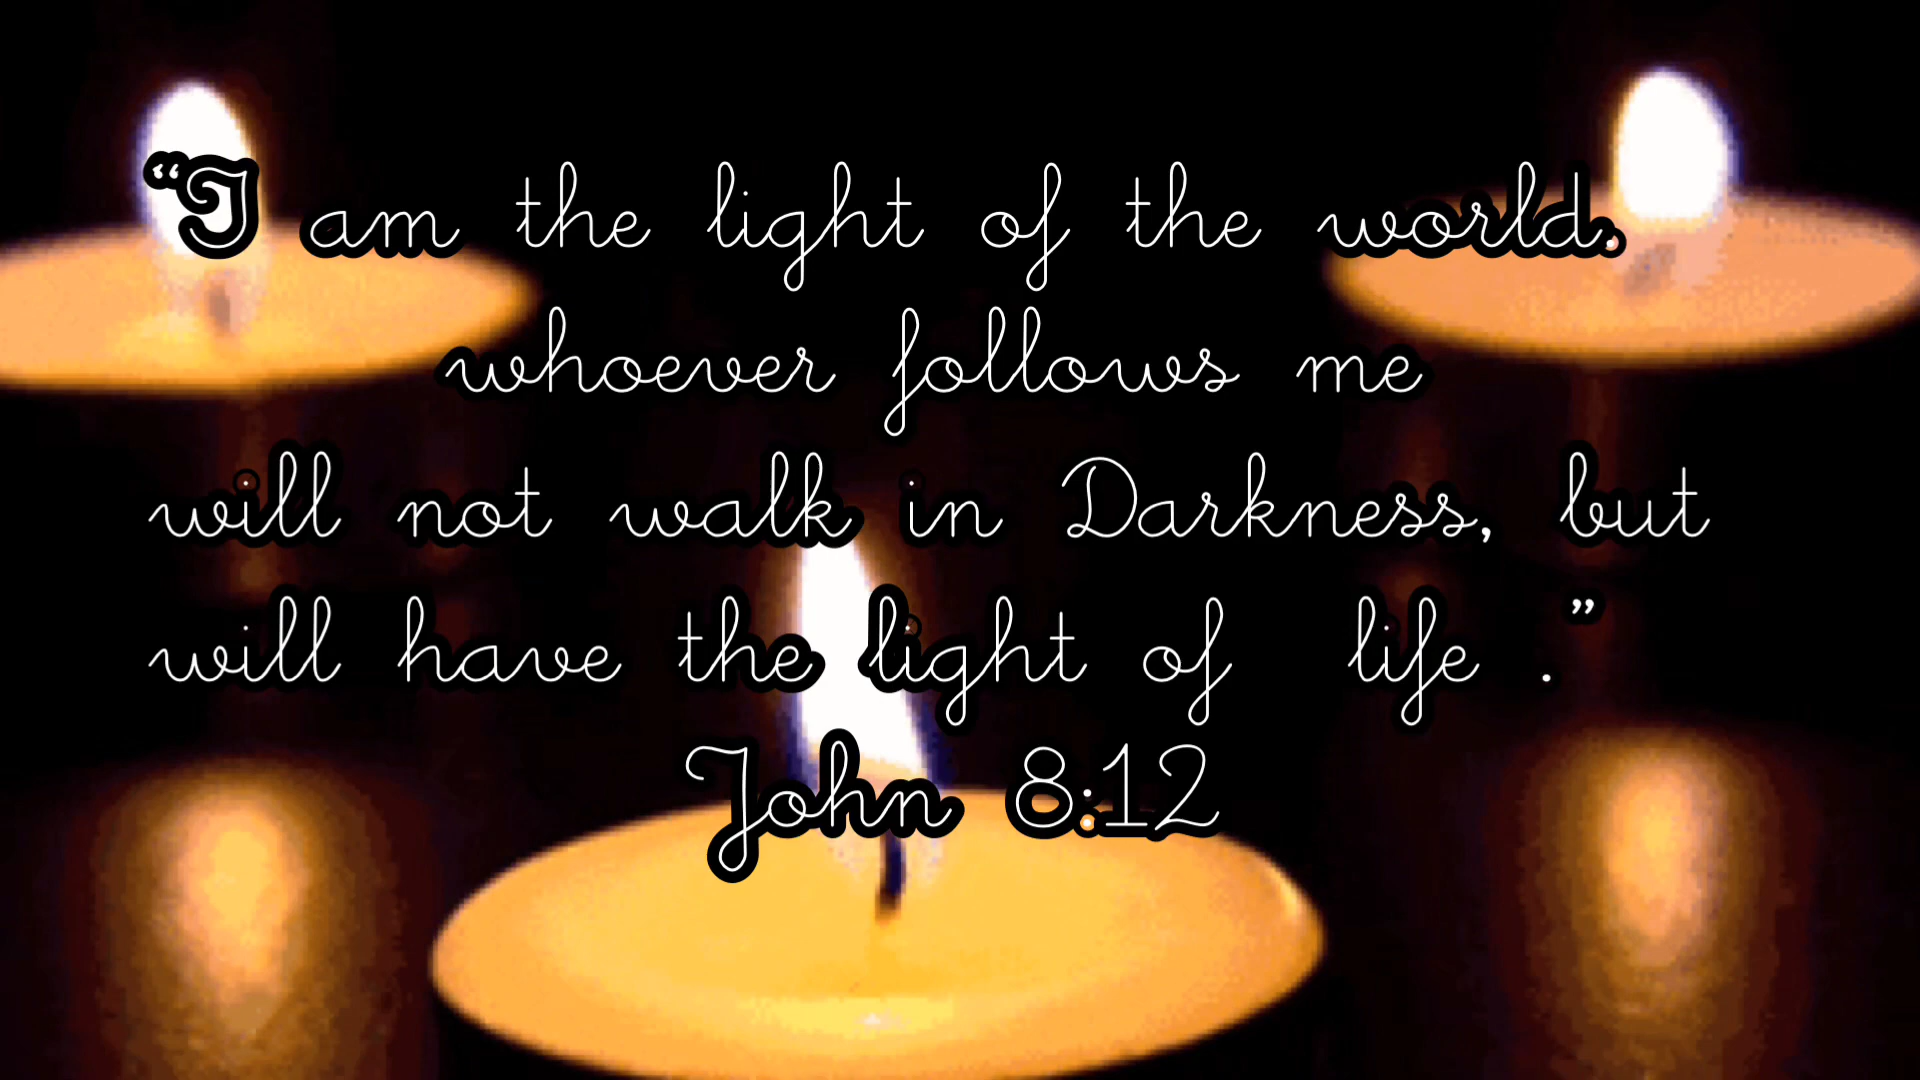 “I am the light of the world.
whoever follows me
will not walk in Darkness, but
will have the light of life .”
John 8:12